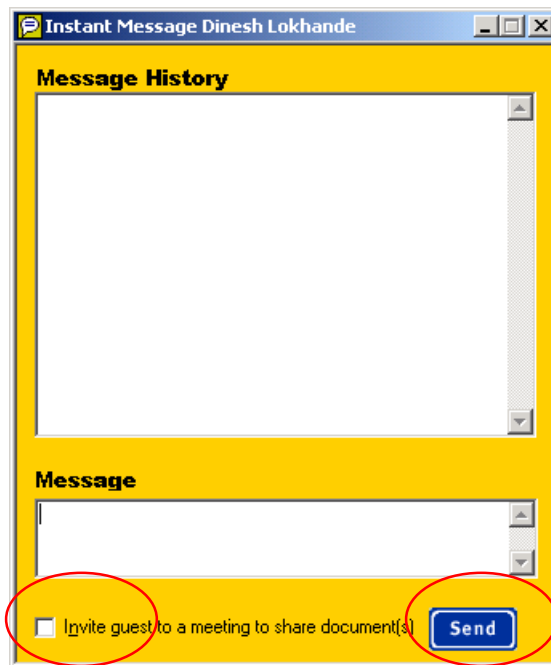 Instant Message Dinesh Lokhande
Message History
Message
Invite guest to a meeting to share document(s)
Send